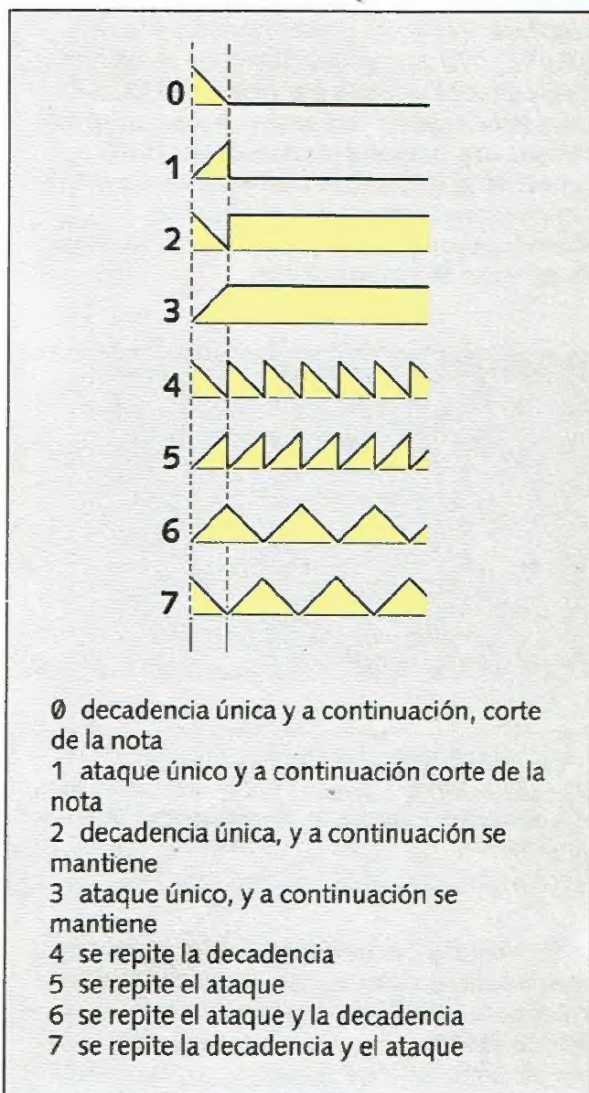 0
1
2
3
4
5
6
7
Ø decadencia única y a continuación, corte
de la nota
1 ataque único y a continuación corte de la
nota
2 decadencia única, y a continuación se
mantiene
3 ataque único, y a continuación se
mantiene
4 se repite la decadencia
5 se repite el ataque
6 se repite el ataque y la decadencia
7 se repite la decadencia y el ataque